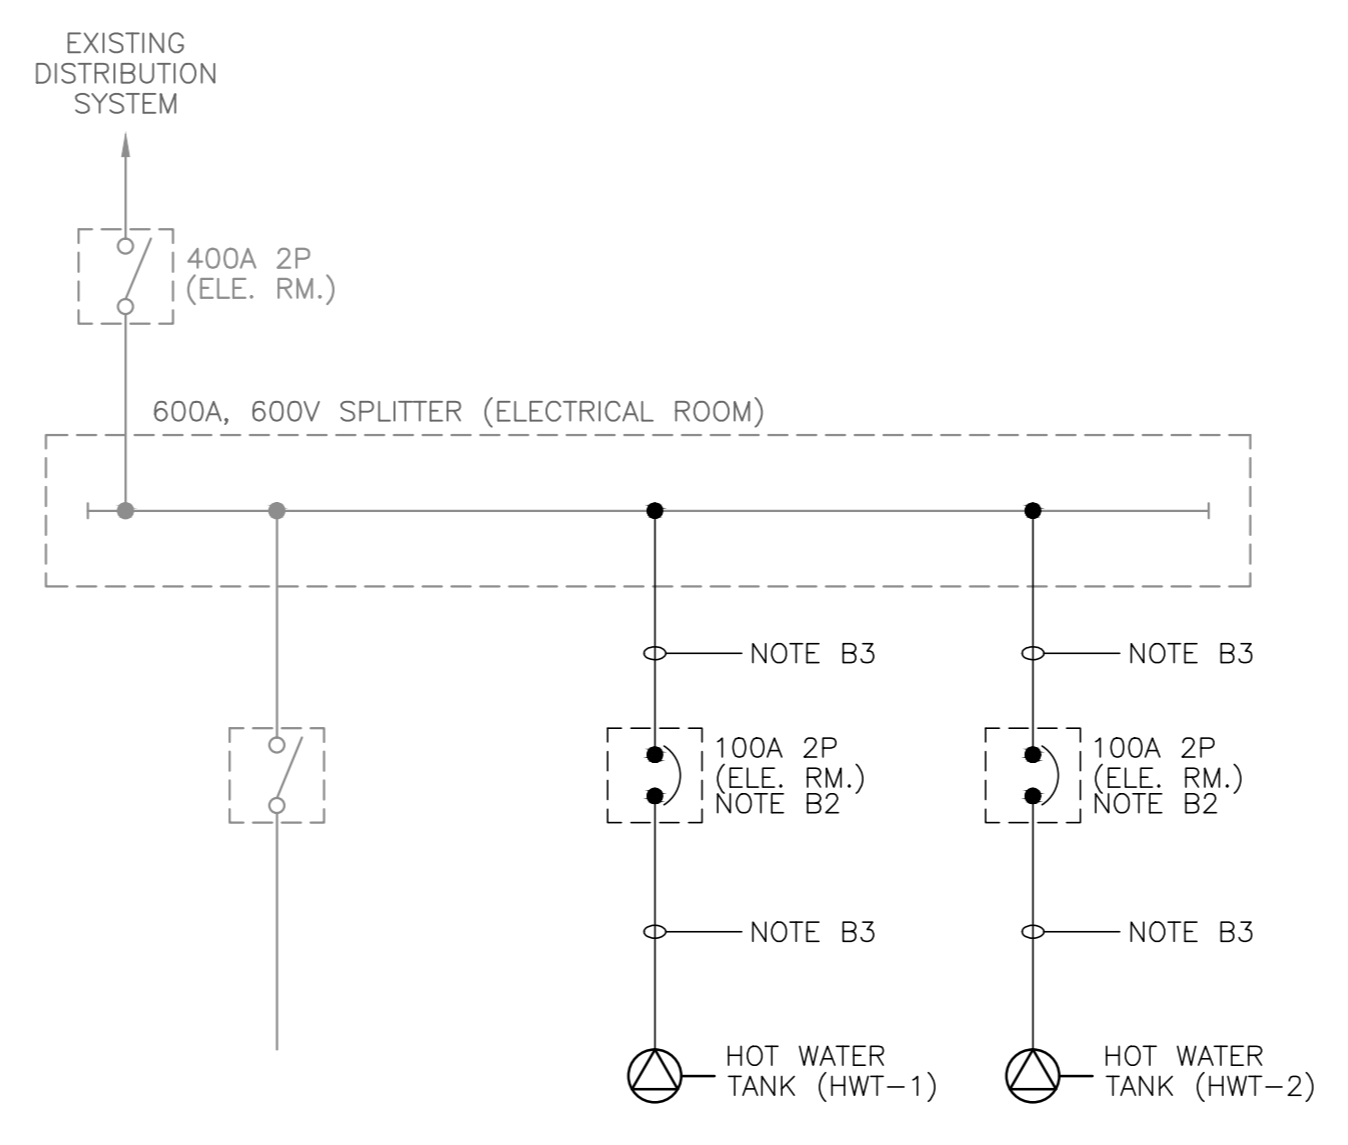 EXISTING
DISTRIBUTION
SYSTEM
400A 2P
(ELE. RM.)
600A, 600V SPLITTER (ELECTRICAL ROOM)
NOTE B3
NOTE B3
100A 2P
(ELE. RM.)
NOTE B2
100A 2P
(ELE. RM.)
NOTE B2
NOTE B3
NOTE B3
HOT WATER
TANK (HWT-1)
HOT WATER
TANK (HWT-2)